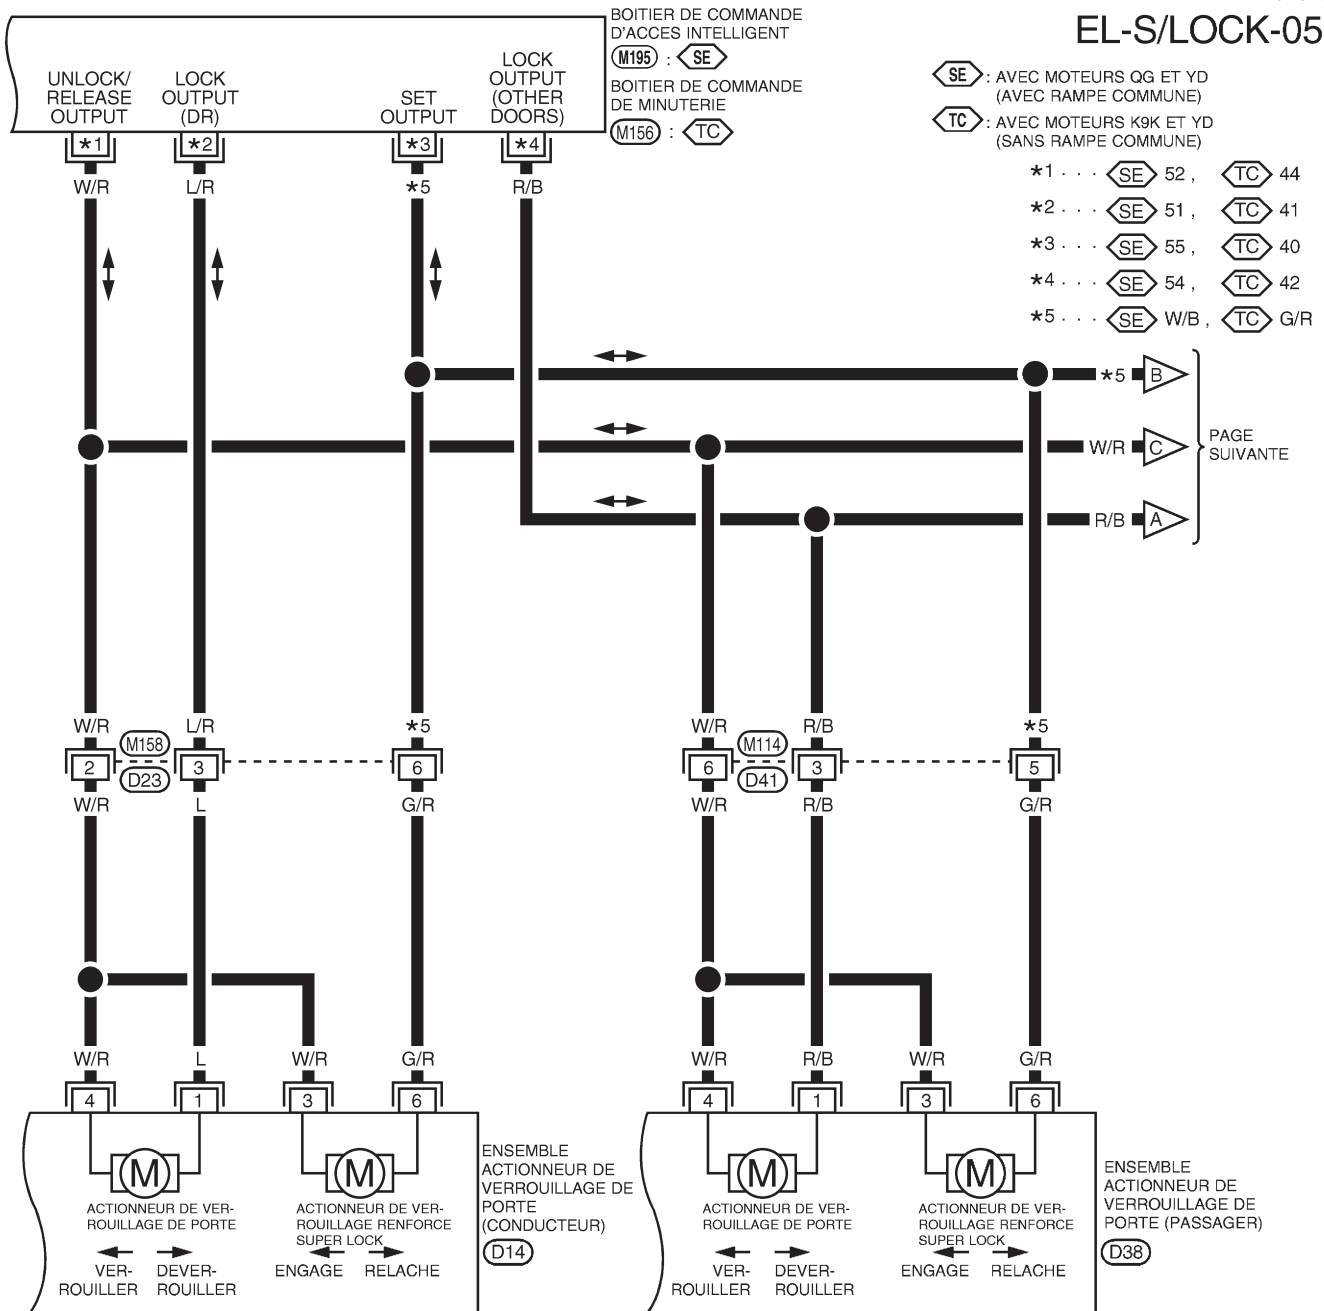 EL-S/LOCK-05
BOITIER DE COMMANDE
D'ACCES INTELLIGENT
M195 : SE
BOITIER DE COMMANDE
DE MINUTERIE
M156 : TC
SE : AVEC MOTEURS QG ET YD
(AVEC RAMPE COMMUNE)
TC : AVEC MOTEURS K9K ET YD
(SANS RAMPE COMMUNE)
★1 · · · SE 52 , TC 44
★2 · · · SE 51 , TC 41
★3 · · · SE 55 , TC 40
★4 · · · SE 54 , TC 42
★5 · · · SE W/B , TC G/R
UNLOCK/
RELEASE
OUTPUT
LOCK
OUTPUT
(DR)
SET
OUTPUT
LOCK
OUTPUT
(OTHER
DOORS)
★1 ★2 ★3 ★4
W/R L/R ★5 R/B
★5 B
W/R C
R/B A
PAGE
SUIVANTE
W/R L/R ★5 W/R R/B ★5
M158 M114
2 3 6 6 3 5
D23 D41
W/R L G/R W/R R/B G/R
W/R L W/R G/R W/R R/B W/R G/R
4 1 3 6 4 1 3 6
M M M M
ACTIONNEUR DE VER-
ROUILLAGE DE PORTE
VER-
ROUILLER
DEVER-
ROUILLER
ACTIONNEUR DE VER-
ROUILLAGE RENFORCE
SUPER LOCK
ENGAGE RELACHE
ENSEMBLE
ACTIONNEUR DE
VERROUILLAGE DE
PORTE
(CONDUCTEUR)
D14
ACTIONNEUR DE VER-
ROUILLAGE DE PORTE
VER-
ROUILLER
DEVER-
ROUILLER
ACTIONNEUR DE VER-
ROUILLAGE RENFORCE
SUPER LOCK
ENGAGE RELACHE
ENSEMBLE
ACTIONNEUR DE
VERROUILLAGE DE
PORTE (PASSAGER)
D38